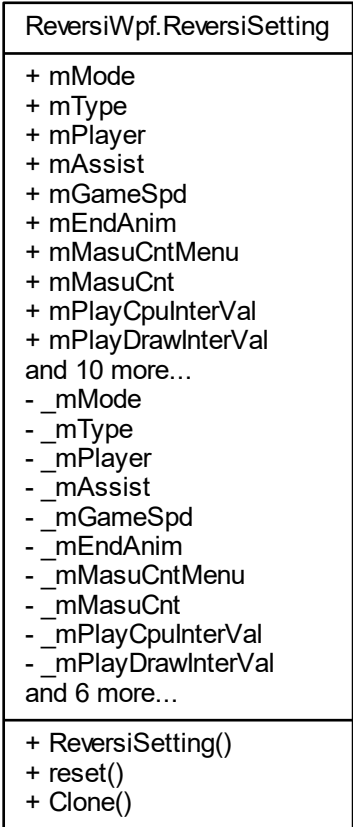 ReversiWpf.ReversiSetting
+ mMode
+ mType
+ mPlayer
+ mAssist
+ mGameSpd
+ mEndAnim
+ mMasuCntMenu
+ mMasuCnt
+ mPlayCpuInterVal
+ mPlayDrawInterVal
and 10 more...
- _mMode
- _mType
- _mPlayer
- _mAssist
- _mGameSpd
- _mEndAnim
- _mMasuCntMenu
- _mMasuCnt
- _mPlayCpuInterVal
- _mPlayDrawInterVal
and 6 more...
+ ReversiSetting()
+ reset()
+ Clone()